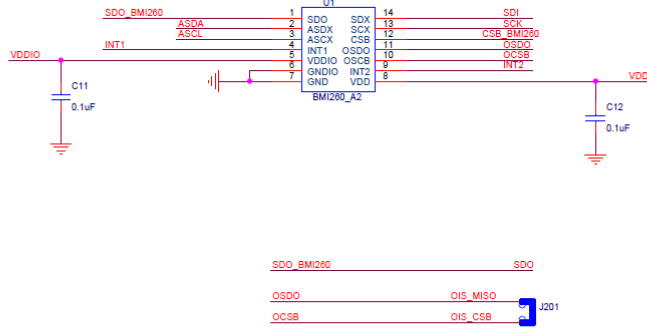 U1
SDO_BMI260 1 SDO SDX 14 SDI
ASDA 2 ASDX SCX 13 SCK
ASCL 3 ASCX CSB 12 CSB_BMI260
INT1 4 INT1 OSDO 11 OSDO
VDDIO 5 VDDIO OSCB 10 OCSB
6 GNDIO INT2 9 INT2
7 GND VDD 8 VDD
BMI260_A2
C11
0.1uF
C12
0.1uF
SDO_BMI260 SDO
OSDO OIS_MISO
J201
OCSB OIS_CSB